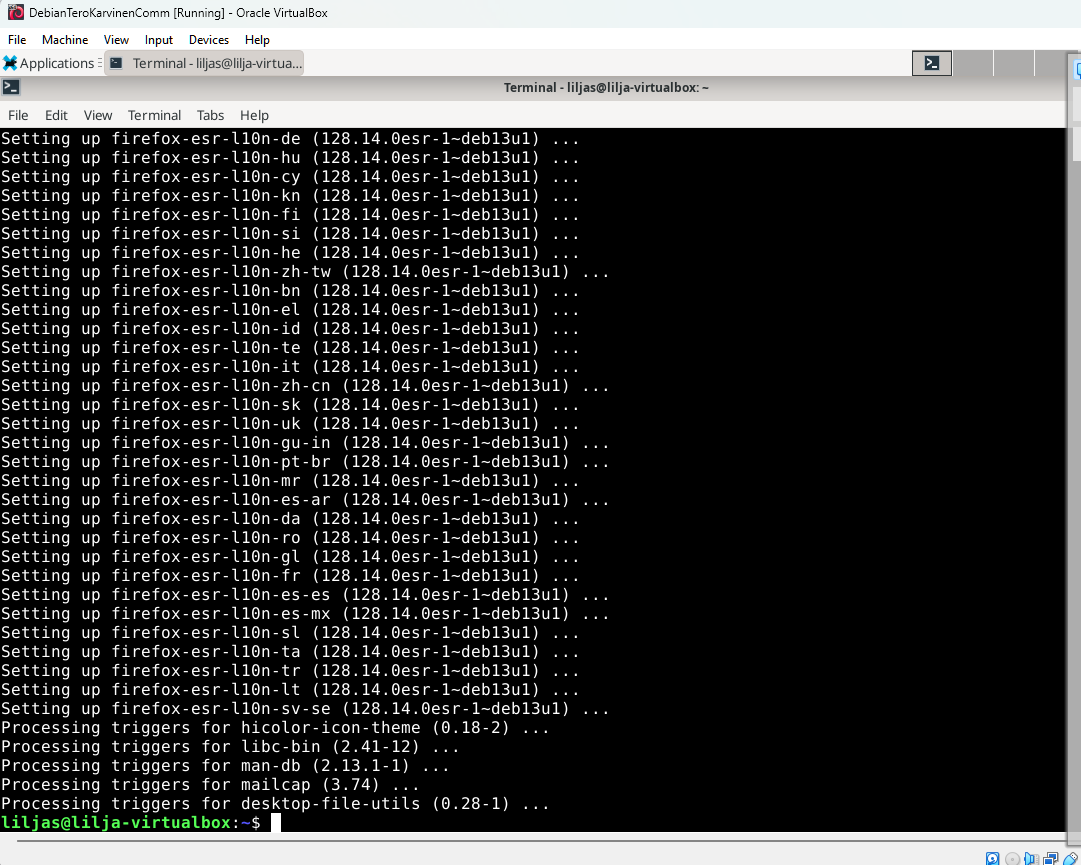 DebianTeroKarvinenComm [Running] - Oracle VirtualBox
File Machine View Input Devices Help
Applications Terminal - liljas@lilja-virtua...
Terminal - liljas@lilja-virtualbox: ~
File Edit View Terminal Tabs Help
Setting up firefox-esr-l10n-de (128.14.0esr-1~deb13u1) ...
Setting up firefox-esr-l10n-hu (128.14.0esr-1~deb13u1) ...
Setting up firefox-esr-l10n-cy (128.14.0esr-1~deb13u1) ...
Setting up firefox-esr-l10n-kn (128.14.0esr-1~deb13u1) ...
Setting up firefox-esr-l10n-fi (128.14.0esr-1~deb13u1) ...
Setting up firefox-esr-l10n-si (128.14.0esr-1~deb13u1) ...
Setting up firefox-esr-l10n-he (128.14.0esr-1~deb13u1) ...
Setting up firefox-esr-l10n-zh-tw (128.14.0esr-1~deb13u1) ...
Setting up firefox-esr-l10n-bn (128.14.0esr-1~deb13u1) ...
Setting up firefox-esr-l10n-el (128.14.0esr-1~deb13u1) ...
Setting up firefox-esr-l10n-id (128.14.0esr-1~deb13u1) ...
Setting up firefox-esr-l10n-te (128.14.0esr-1~deb13u1) ...
Setting up firefox-esr-l10n-it (128.14.0esr-1~deb13u1) ...
Setting up firefox-esr-l10n-zh-cn (128.14.0esr-1~deb13u1) ...
Setting up firefox-esr-l10n-sk (128.14.0esr-1~deb13u1) ...
Setting up firefox-esr-l10n-uk (128.14.0esr-1~deb13u1) ...
Setting up firefox-esr-l10n-gu-in (128.14.0esr-1~deb13u1) ...
Setting up firefox-esr-l10n-pt-br (128.14.0esr-1~deb13u1) ...
Setting up firefox-esr-l10n-mr (128.14.0esr-1~deb13u1) ...
Setting up firefox-esr-l10n-es-ar (128.14.0esr-1~deb13u1) ...
Setting up firefox-esr-l10n-da (128.14.0esr-1~deb13u1) ...
Setting up firefox-esr-l10n-ro (128.14.0esr-1~deb13u1) ...
Setting up firefox-esr-l10n-gl (128.14.0esr-1~deb13u1) ...
Setting up firefox-esr-l10n-fr (128.14.0esr-1~deb13u1) ...
Setting up firefox-esr-l10n-es-es (128.14.0esr-1~deb13u1) ...
Setting up firefox-esr-l10n-es-mx (128.14.0esr-1~deb13u1) ...
Setting up firefox-esr-l10n-sl (128.14.0esr-1~deb13u1) ...
Setting up firefox-esr-l10n-ta (128.14.0esr-1~deb13u1) ...
Setting up firefox-esr-l10n-tr (128.14.0esr-1~deb13u1) ...
Setting up firefox-esr-l10n-lt (128.14.0esr-1~deb13u1) ...
Setting up firefox-esr-l10n-sv-se (128.14.0esr-1~deb13u1) ...
Processing triggers for hicolor-icon-theme (0.18-2) ...
Processing triggers for libc-bin (2.41-12) ...
Processing triggers for man-db (2.13.1-1) ...
Processing triggers for mailcap (3.74) ...
Processing triggers for desktop-file-utils (0.28-1) ...
liljas@lilja-virtualbox:~$